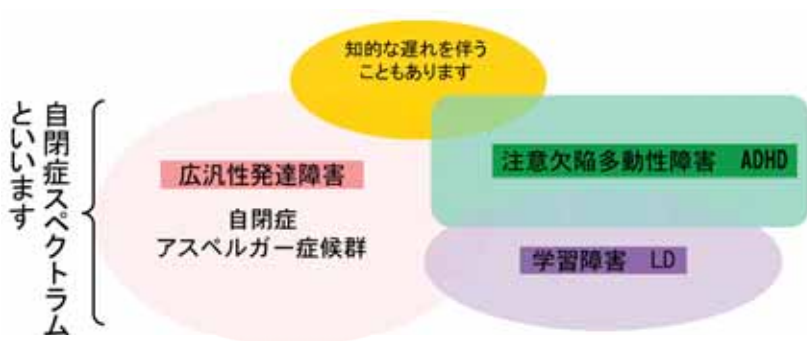 知的な遅れを伴う
こともあります
自閉症スペクトラム
といいます
広汎性発達障害
自閉症
アスペルガー症候群
注意欠陥多動性障害　ADHD
学習障害　LD